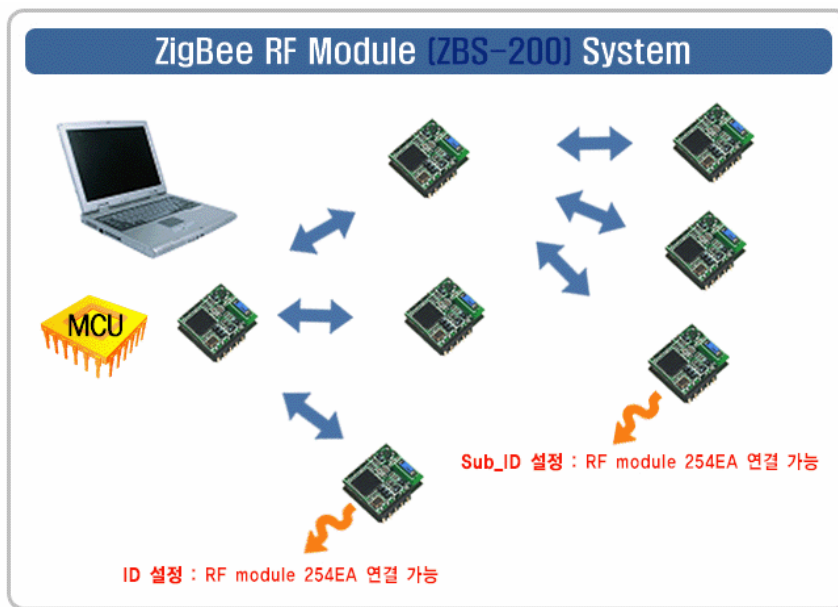 ZigBee RF Module (ZBS-200) System
MCU
Sub_ID 설정 : RF module 254EA 연결 가능
ID 설정 : RF module 254EA 연결 가능